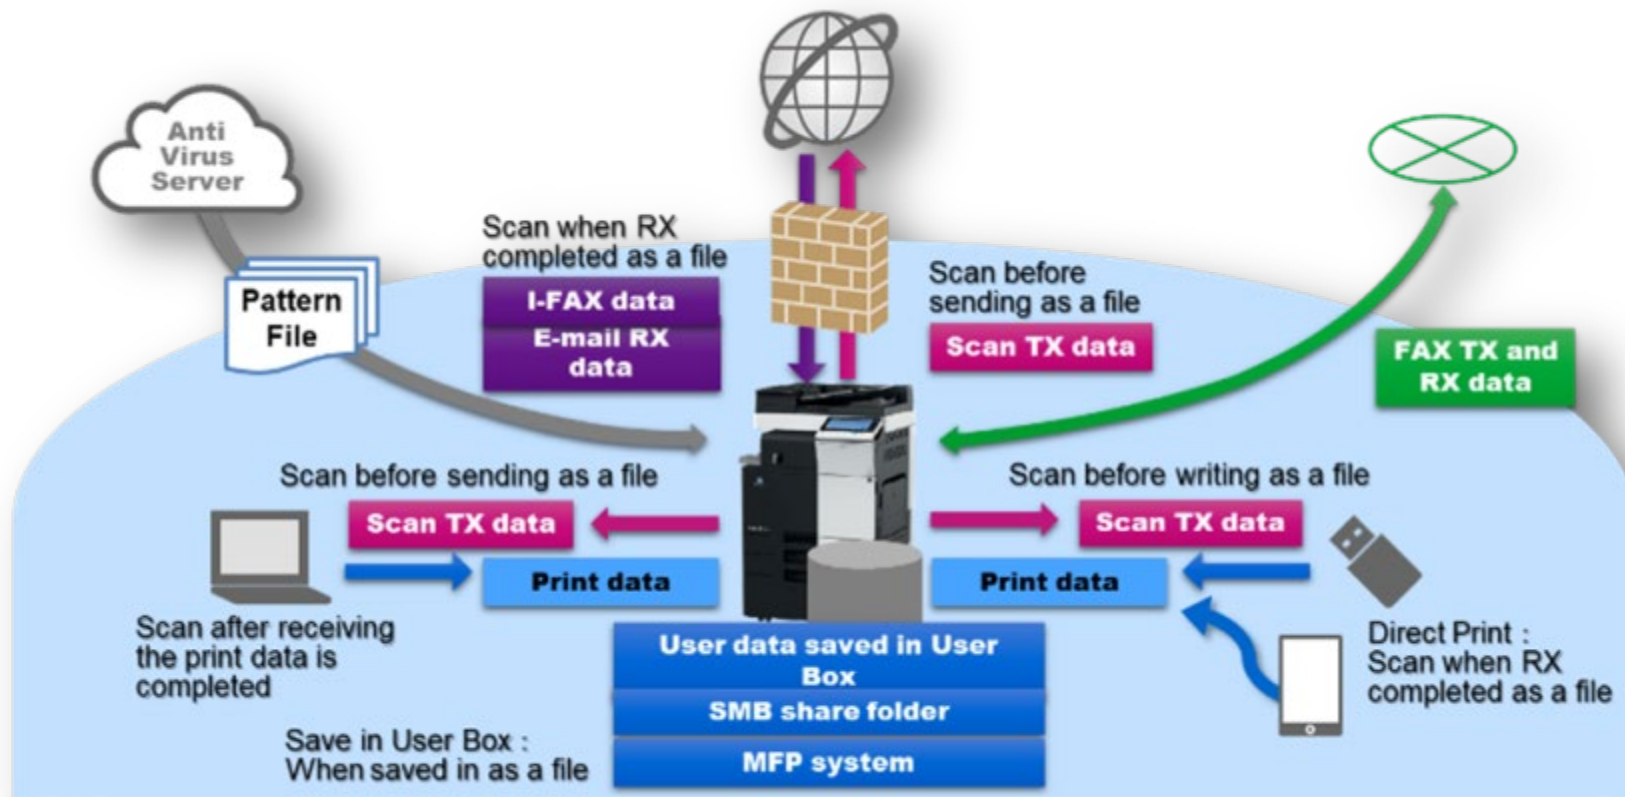 Anti
Virus
Server
Pattern
File
Scan when RX
completed as a file
I-FAX data
E-mail RX
data
Scan before
sending as a file
Scan TX data
FAX TX and
RX data
Scan before sending as a file
Scan TX data
Print data
Scan before writing as a file
Scan TX data
Print data
Scan after receiving
the print data is
completed
User data saved in User
Box
SMB share folder
MFP system
Save in User Box :
When saved in as a file
Direct Print :
Scan when RX
completed as a file